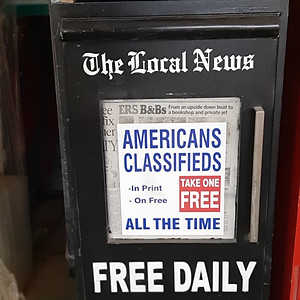 The Local News
ERS B&Bs From an upside down boat to
a bookshop and private jet
AMERICANS
CLASSIFIEDS
-In Print
- On Free
TAKE ONE
FREE
ALL THE TIME
FREE DAILY